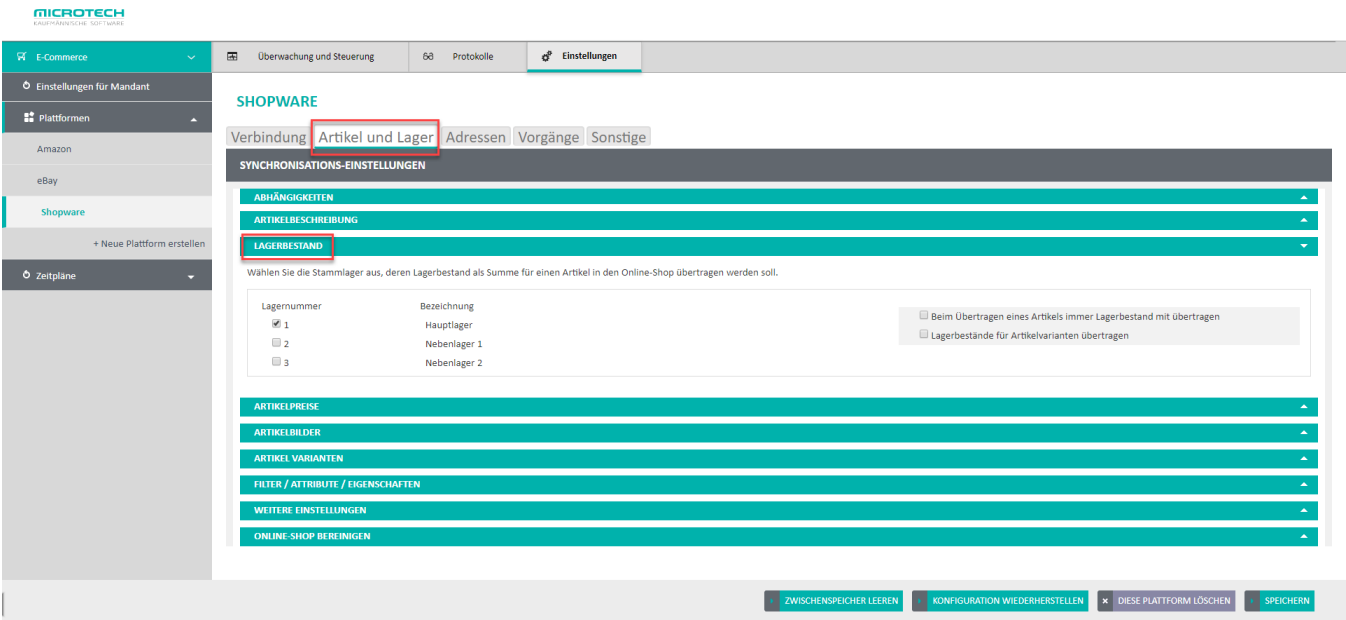 MICROTECH
KAUFMÄNNISCHE SOFTWARE
E-Commerce
Einstellungen für Mandant
Plattformen
Amazon
eBay
Shopware
+ Neue Plattform erstellen
Zeitpläne
Überwachung und Steuerung
Protokolle
Einstellungen
SHOPWARE
Verbindung Artikel und Lager Adressen Vorgänge Sonstige
SYNCHRONISATIONS-EINSTELLUNGEN
ABHÄNGIGKEITEN
ARTIKELBESCHREIBUNG
LAGERBESTAND
Wählen Sie die Stammlager aus, deren Lagerbestand als Summe für einen Artikel in den Online-Shop übertragen werden soll.
Lagernummer Bezeichnung
1 Hauptlager
2 Nebenlager 1
3 Nebenlager 2
Beim Übertragen eines Artikels immer Lagerbestand mit übertragen
Lagerbestände für Artikelvarianten übertragen
ARTIKELPREISE
ARTIKELBILDER
ARTIKEL VARIANTEN
FILTER / ATTRIBUTE / EIGENSCHAFTEN
WEITERE EINSTELLUNGEN
ONLINE-SHOP BEREINIGEN
ZWISCHENSPEICHER LEEREN
KONFIGURATION WIEDERHERSTELLEN
DIESE PLATTFORM LÖSCHEN
SPEICHERN